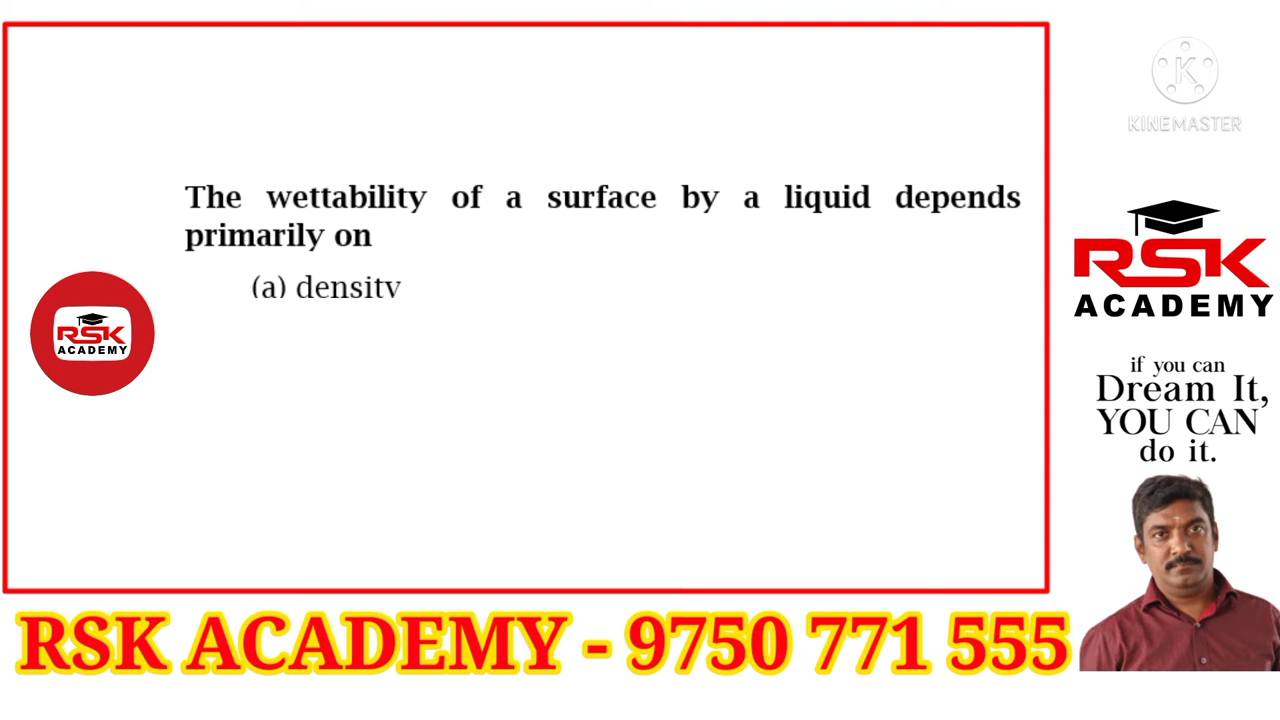 The wettability of a surface by a liquid depends
primarily on
(a) density
RSK
ACADEMY
K
KINEMASTER
RSK
ACADEMY
if you can
Dream It,
YOU CAN
do it.
RSK ACADEMY - 9750 771 555